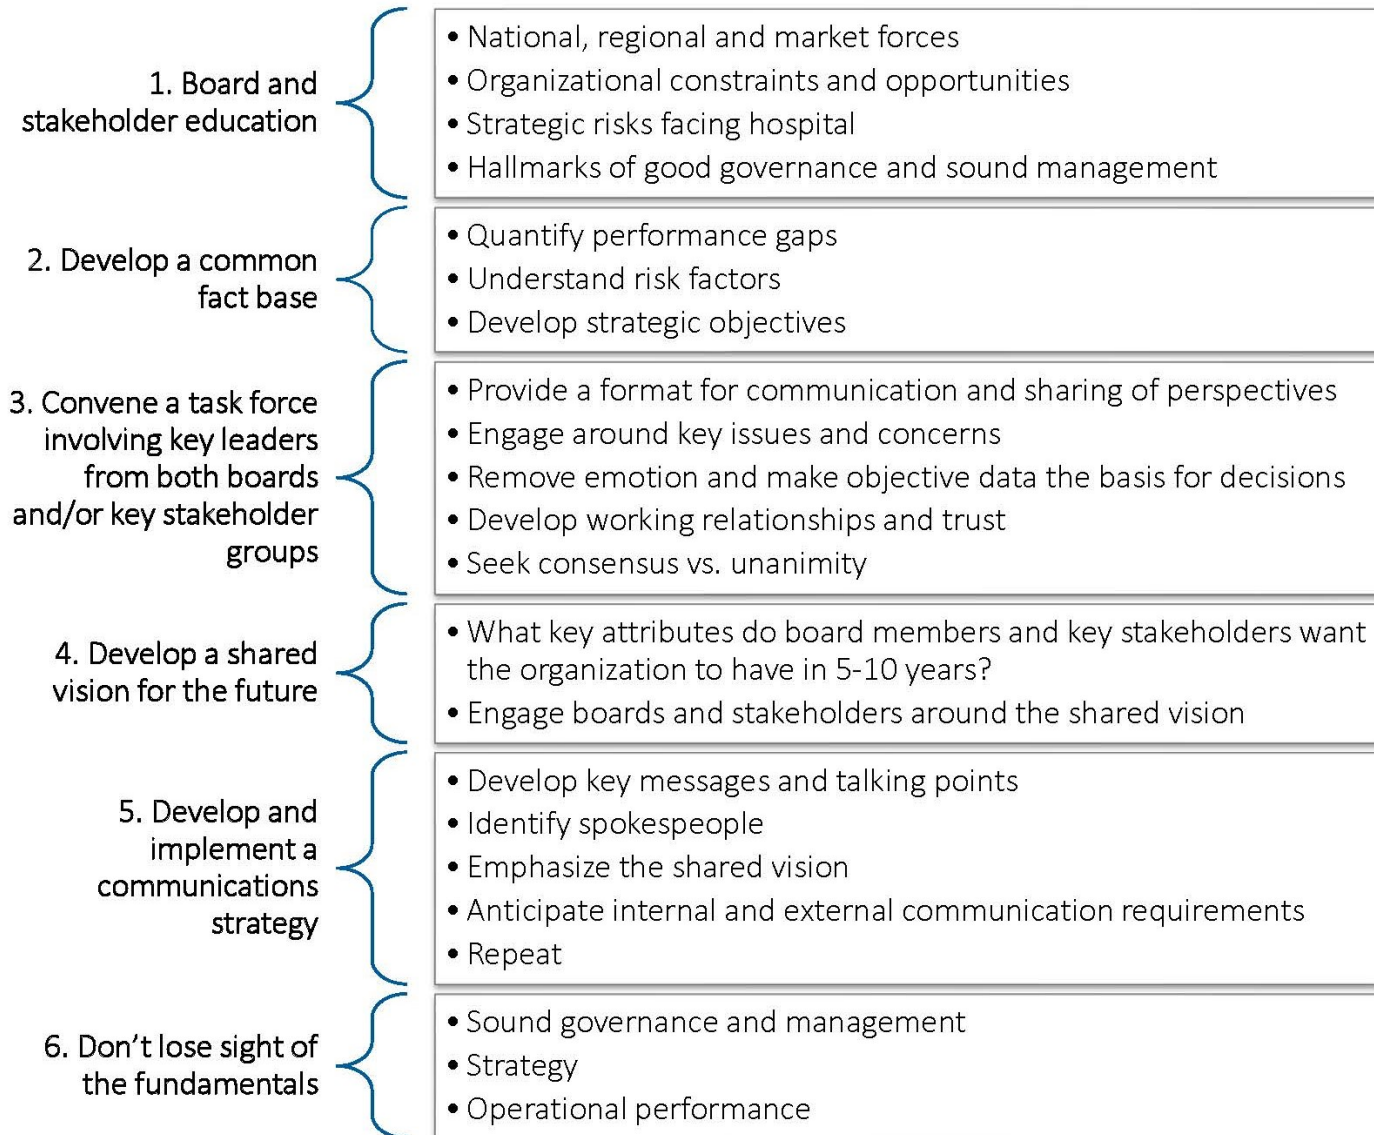 1. Board and
stakeholder education
• National, regional and market forces
• Organizational constraints and opportunities
• Strategic risks facing hospital
• Hallmarks of good governance and sound management
2. Develop a common
fact base
• Quantify performance gaps
• Understand risk factors
• Develop strategic objectives
3. Convene a task force
involving key leaders
from both boards
and/or key stakeholder
groups
• Provide a format for communication and sharing of perspectives
• Engage around key issues and concerns
• Remove emotion and make objective data the basis for decisions
• Develop working relationships and trust
• Seek consensus vs. unanimity
4. Develop a shared
vision for the future
• What key attributes do board members and key stakeholders want
the organization to have in 5-10 years?
• Engage boards and stakeholders around the shared vision
5. Develop and
implement a
communications
strategy
• Develop key messages and talking points
• Identify spokespeople
• Emphasize the shared vision
• Anticipate internal and external communication requirements
• Repeat
6. Don’t lose sight of
the fundamentals
• Sound governance and management
• Strategy
• Operational performance